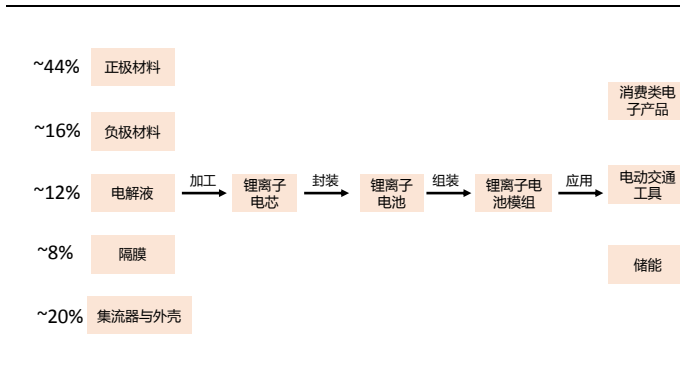 ~44% 正极材料
消费类电
子产品
~16% 负极材料
~12% 电解液 加工 锂离子
电芯 封装 锂离子
电池 组装 锂离子电
池模组 应用 电动交通
工具
~8% 隔膜
储能
~20% 集流器与外壳